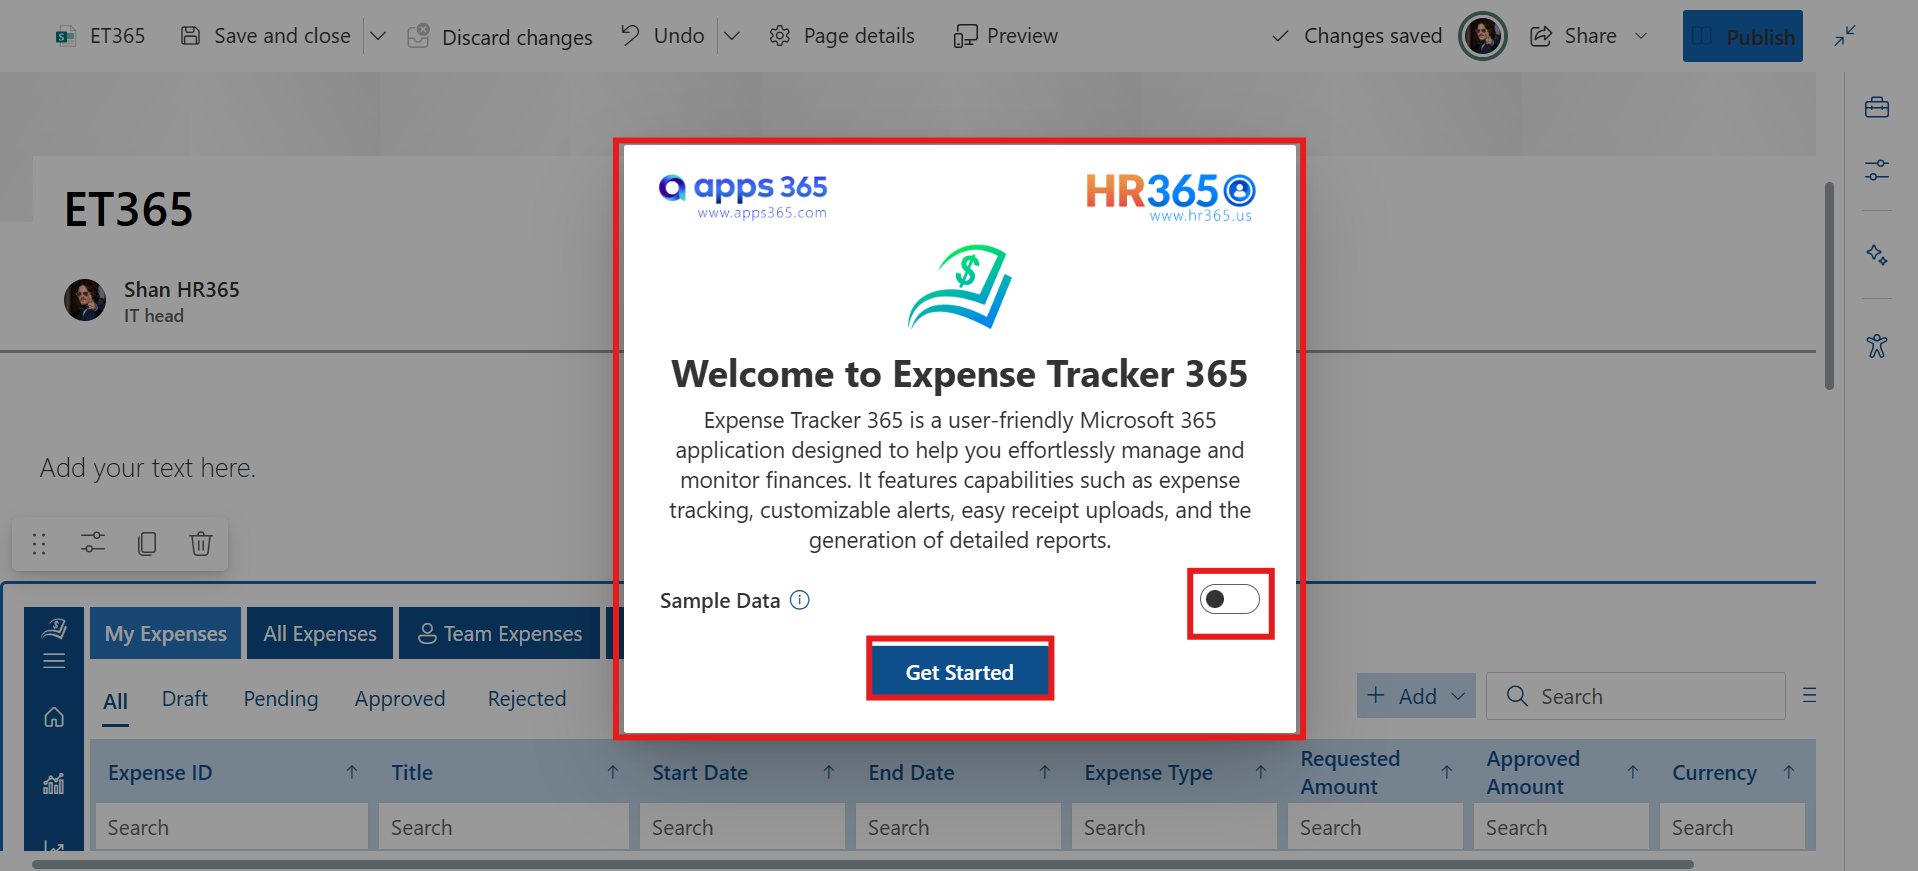 ET365
Save and close
Discard changes
Undo
Page details
Preview
Changes saved
Share
Publish
ET365
Shan HR365
IT head
Add your text here.
apps 365
www.apps365.com
HR365
www.hr365.us
$
Welcome to Expense Tracker 365
Expense Tracker 365 is a user-friendly Microsoft 365
application designed to help you effortlessly manage and
monitor finances. It features capabilities such as expense
tracking, customizable alerts, easy receipt uploads, and the
generation of detailed reports.
Sample Data
Get Started
My Expenses
All Expenses
Team Expenses
All
Draft
Pending
Approved
Rejected
+ Add
Search
Expense ID
Title
Start Date
End Date
Expense Type
Requested
Amount
Approved
Amount
Currency
Search
Search
Search
Search
Search
Search
Search
Search